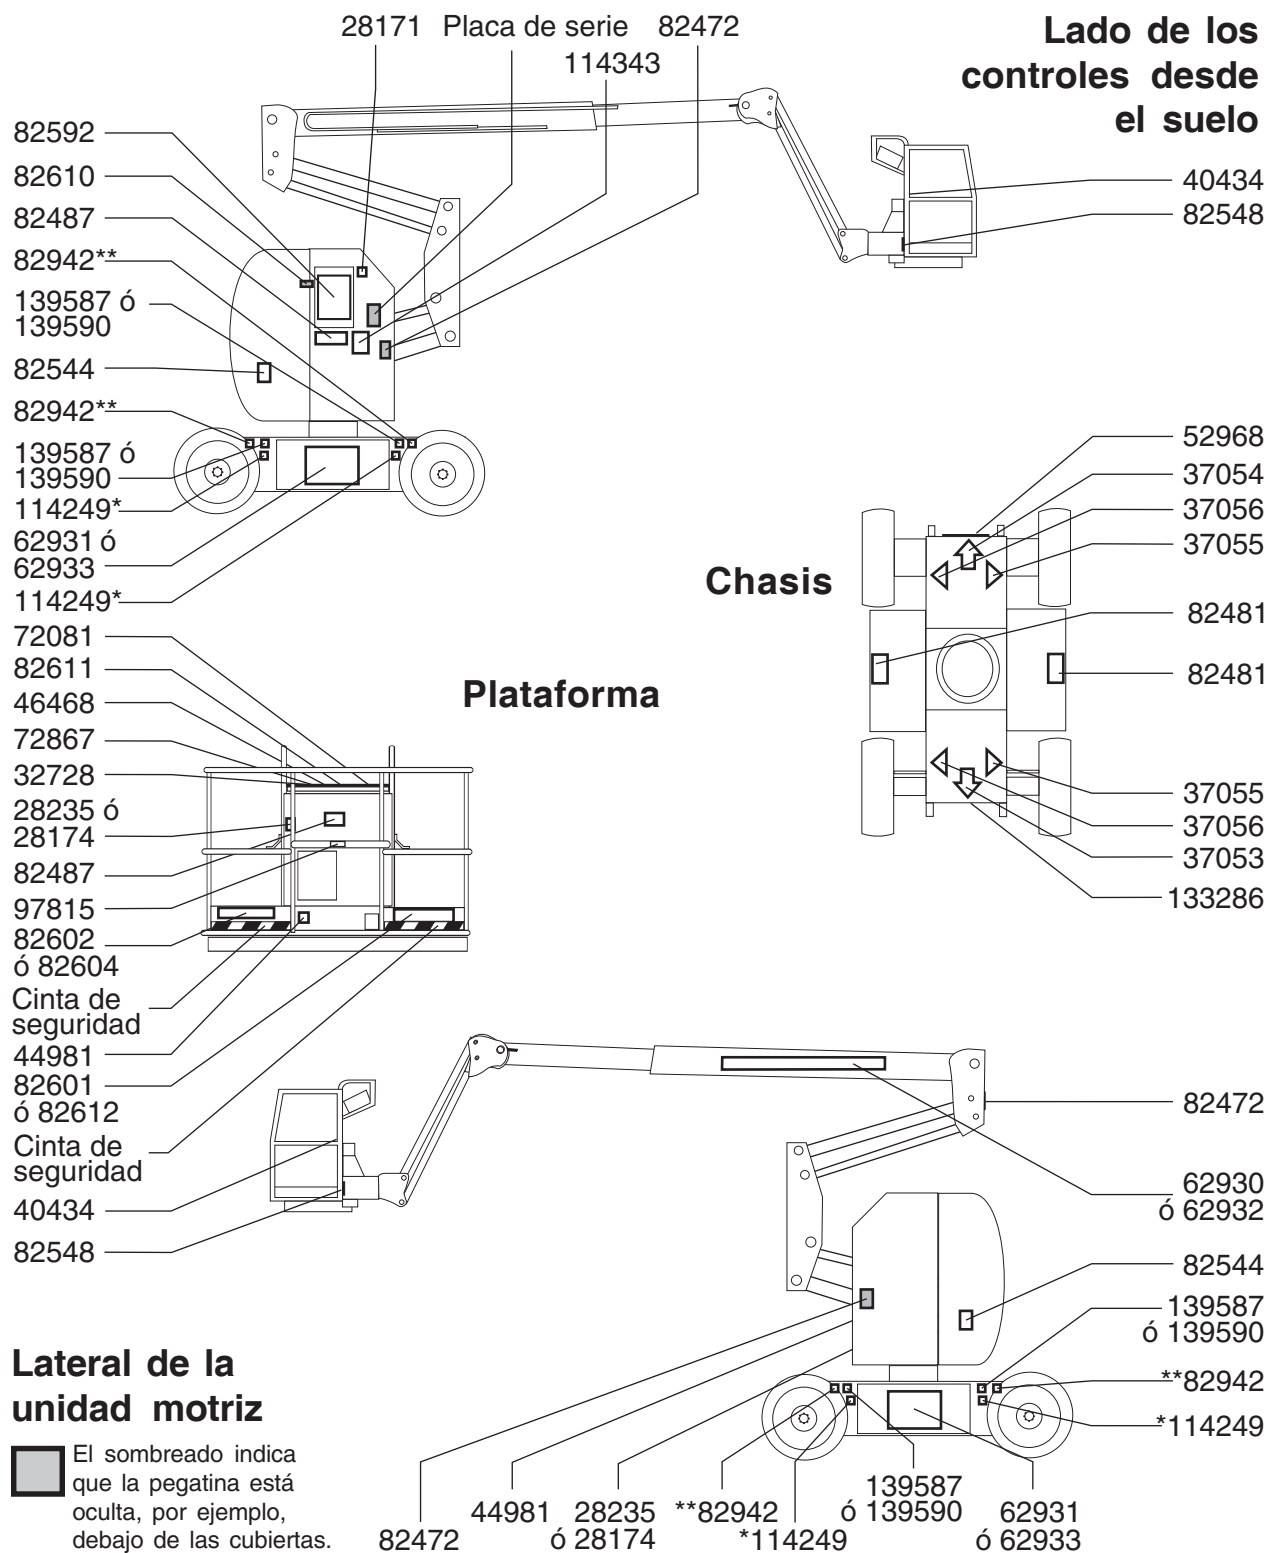 28171 Placa de serie 82472
114343
Lado de los
controles desde
el suelo
82592
82610
82487
82942**
139587 ó
139590
82544
82942**
139587 ó
139590
114249*
62931 ó
62933
114249*
40434
82548
52968
37054
37056
37055
Chasis
82481
82481
37055
37056
37053
133286
72081
82611
46468
72867
32728
28235 ó
28174
82487
97815
82602
ó 82604
Cinta de
seguridad
44981
82601
ó 82612
Cinta de
seguridad
40434
82548
Plataforma
82472
62930
ó 62932
82544
139587
ó 139590
**82942
*114249
Lateral de la
unidad motriz
El sombreado indica
que la pegatina está
oculta, por ejemplo,
debajo de las cubiertas.
82472
44981
28235
ó 28174
**82942
*114249
139587
ó 139590
62931
ó 62933